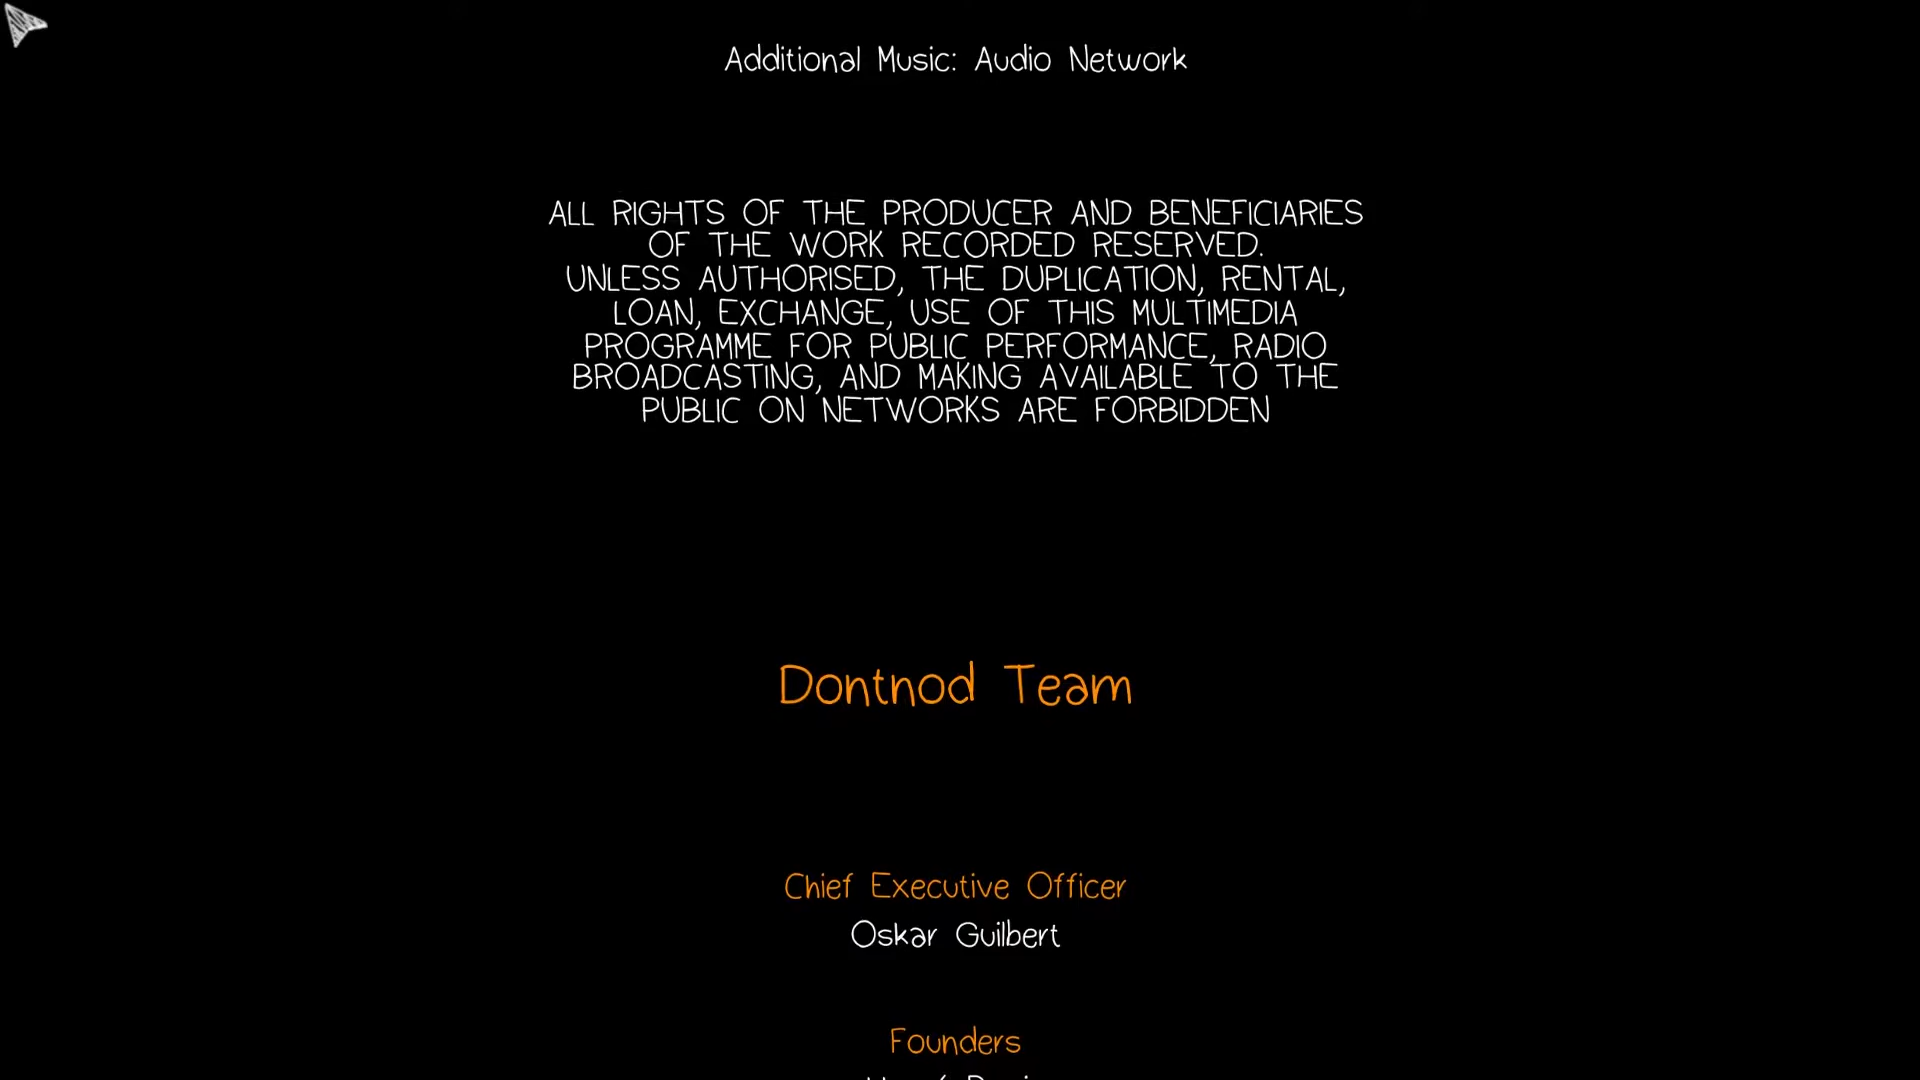 Additional Music: Audio Network
ALL RIGHTS OF THE PRODUCER AND BENEFICIARIES
OF THE WORK RECORDED RESERVED.
UNLESS AUTHORISED, THE DUPLICATION, RENTAL,
LOAN, EXCHANGE, USE OF THIS MULTIMEDIA
PROGRAMME FOR PUBLIC PERFORMANCE, RADIO
BROADCASTING, AND MAKING AVAILABLE TO THE
PUBLIC ON NETWORKS ARE FORBIDDEN
Dontnod Team
Chief Executive Officer
Oskar Guilbert
Founders